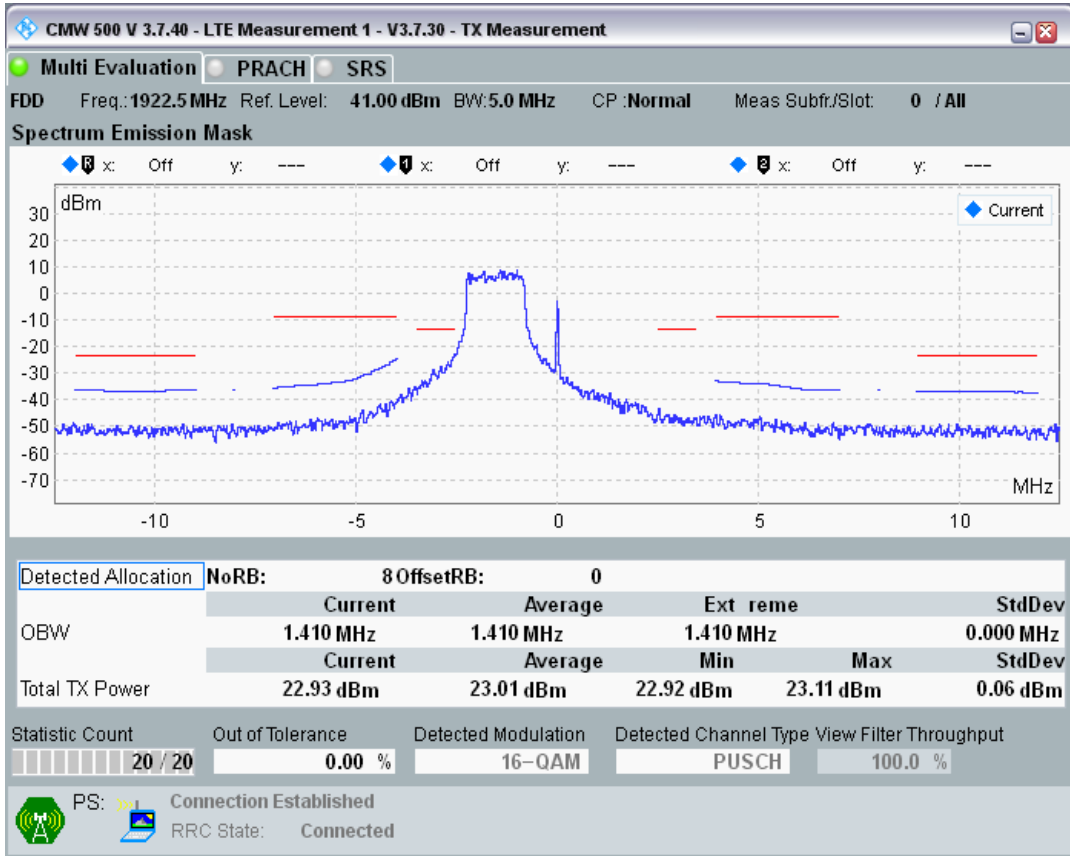 CMW 500 V 3.7.40 - LTE Measurement 1 - V3.7.30 - TX Measurement
Multi Evaluation PRACH SRS
FDD Freq.: 1922.5 MHz Ref. Level: 41.00 dBm BW: 5.0 MHz CP : Normal Meas Subfr./Slot: 0 / All
Spectrum Emission Mask
R x: Off y: --- 1 x: Off y: --- 2 x: Off y: ---
dBm
Current
30
20
10
0
-10
-20
-30
-40
-50
-60
-70
MHz
-10 -5 0 5 10
Detected Allocation NoRB: 8 OffsetRB: 0
Current Average Ext reme StdDev
OBW 1.410 MHz 1.410 MHz 1.410 MHz 0.000 MHz
Current Average Min Max StdDev
Total TX Power 22.93 dBm 23.01 dBm 22.92 dBm 23.11 dBm 0.06 dBm
Statistic Count Out of Tolerance Detected Modulation Detected Channel Type View Filter Throughput
20 / 20 0.00 % 16-QAM PUSCH 100.0 %
PS: Connection Established
RRC State: Connected